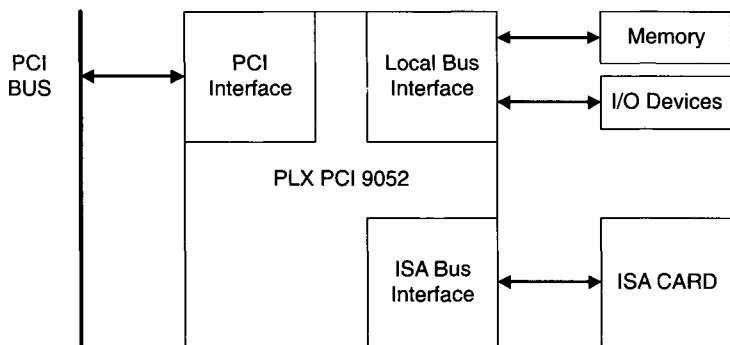 PCI
BUS
PCI
Interface
Local Bus
Interface
Memory
I/O Devices
PLX PCI 9052
ISA Bus
Interface
ISA CARD